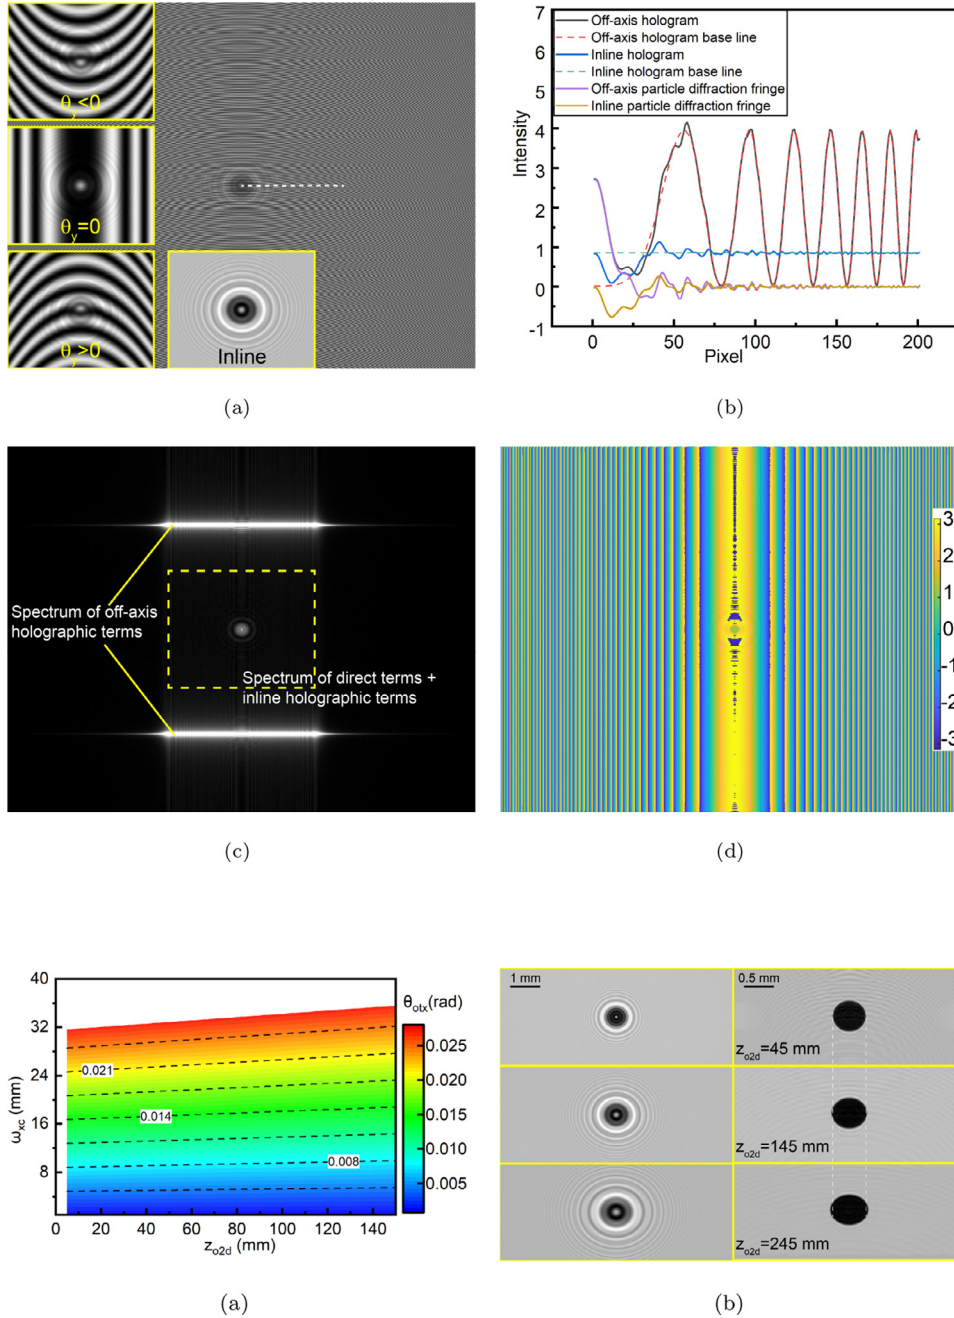 θy<0
θy=0
θy>0
Inline
(a)
7
6
5
4
3
2
1
0
-1
Intensity
Off-axis hologram
Off-axis hologram base line
Inline hologram
Inline hologram base line
Off-axis particle diffraction fringe
Inline particle diffraction fringe
0 50 100 150 200
Pixel
(b)
Spectrum of off-axis
holographic terms
Spectrum of direct terms +
inline holographic terms
(c)
3
2
1
0
-1
-2
-3
(d)
40
32
24
16
8
ωxc (mm)
0.021
0.014
0.008
0 20 40 60 80 100 120 140
zo2d (mm)
θotx(rad)
0.025
0.020
0.015
0.010
0.005
(a)
1 mm
0.5 mm
zo2d=45 mm
zo2d=145 mm
zo2d=245 mm
(b)